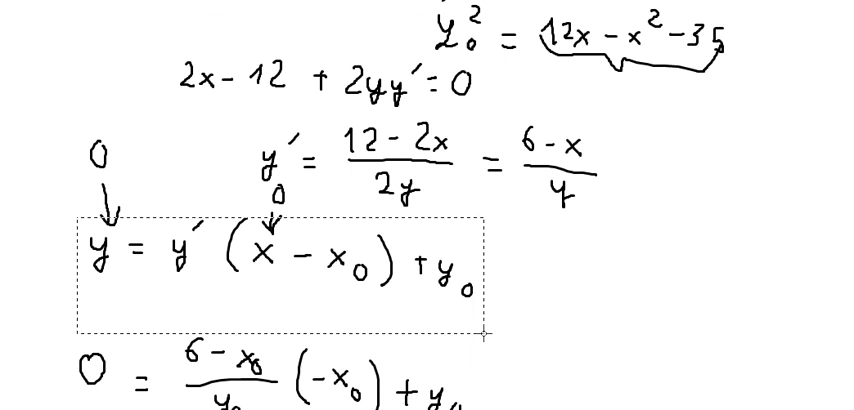 y₀² = 12x - x² - 35
2x - 12 + 2yy' = 0
0
y' = (12 - 2x)/(2y) = (6 - x)/y
0
y = y' (x - x₀) + y₀
0 = (6 - x₀)/y₀ (-x₀) + y₀